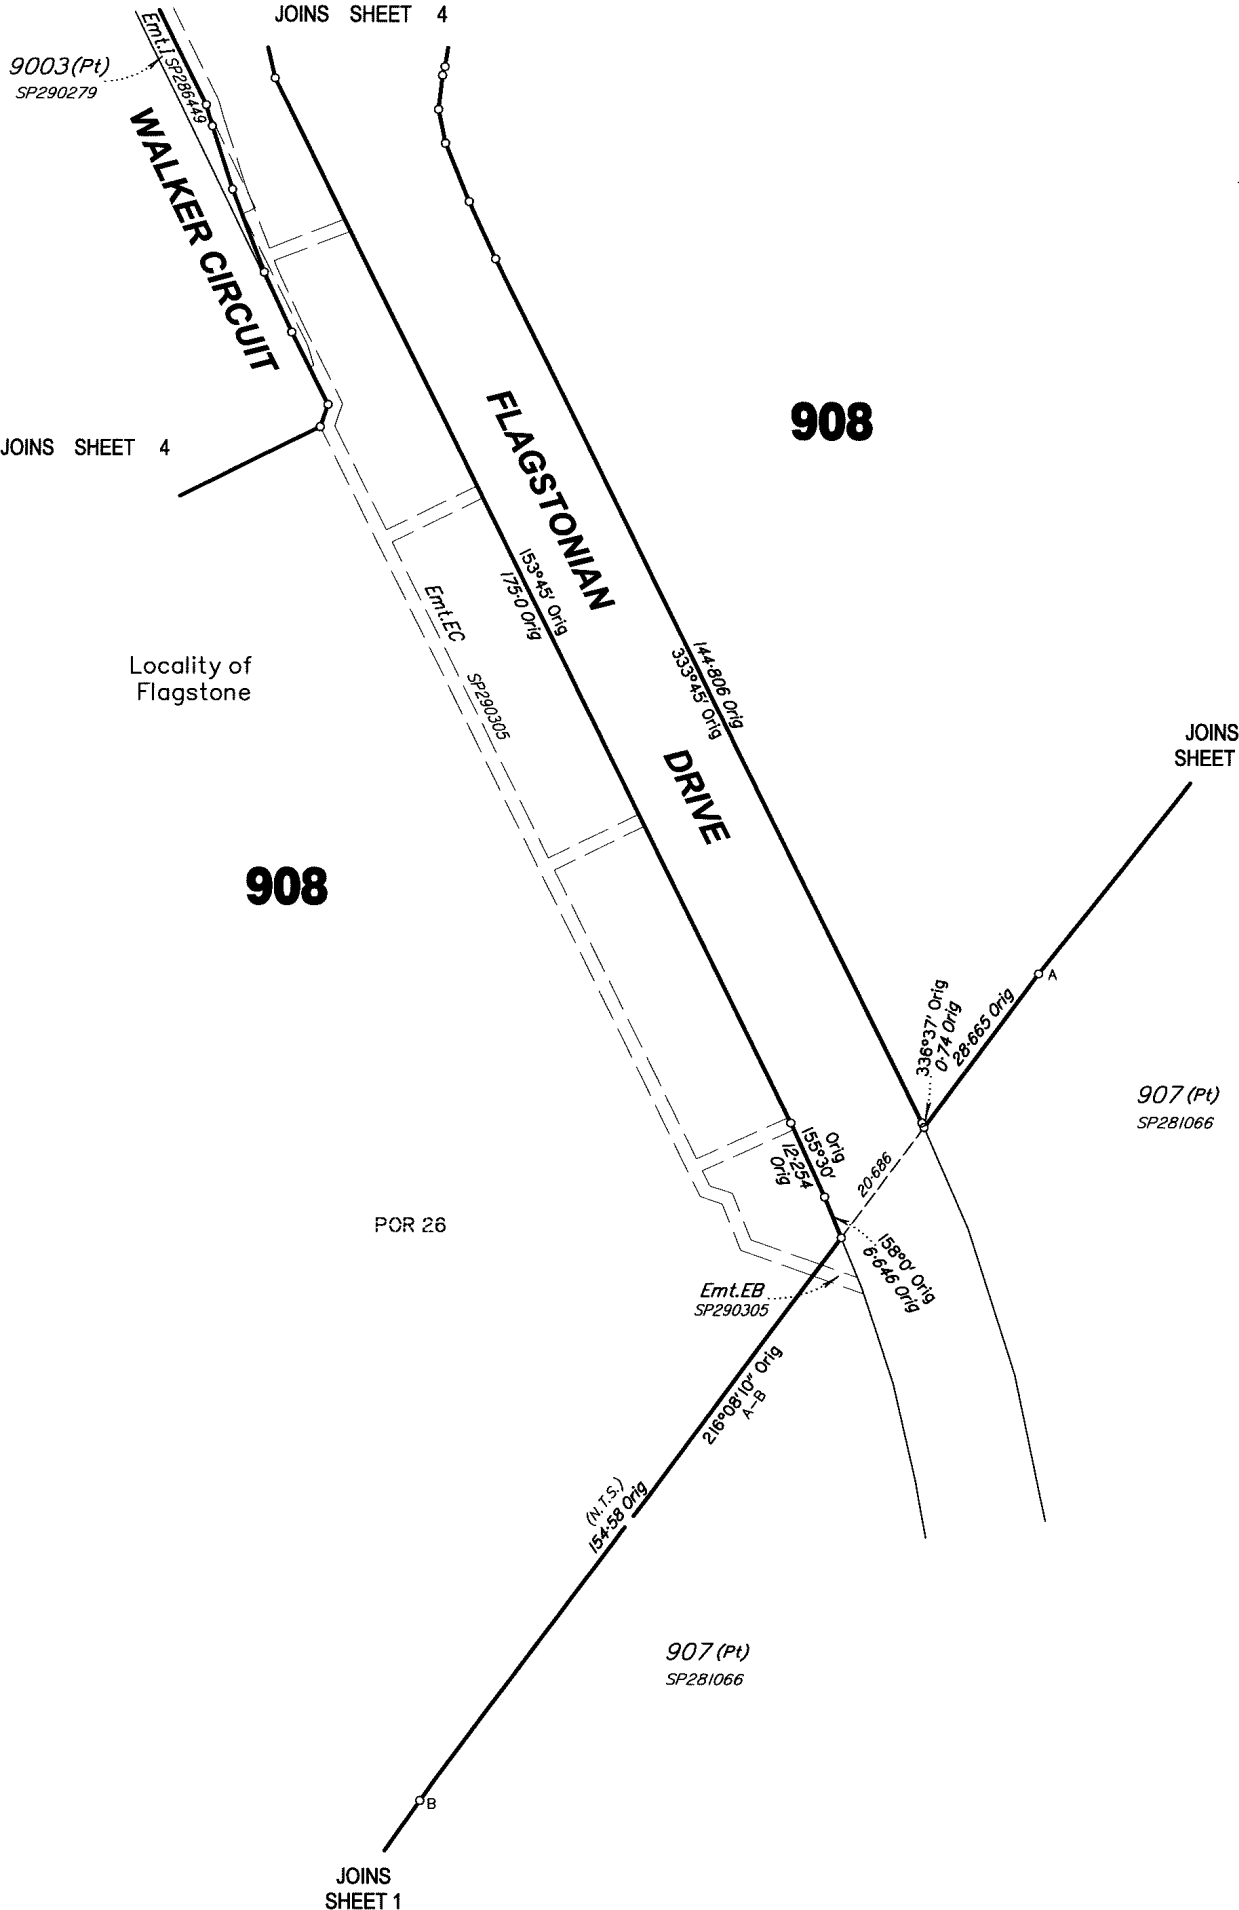 JOINS SHEET 4
Emt.I SP286449
9003(Pt)
SP290279
WALKER CIRCUIT
JOINS SHEET 4
908
FLAGSTONIAN
DRIVE
153°45' Orig
175·0 Orig
Emt.EC
SP290305
144·806 Orig
333°45' Orig
Locality of
Flagstone
JOINS
SHEET
908
A
336°37' Orig
0·74 Orig
28·665 Orig
907 (Pt)
SP281066
Orig
155°30'
12·254
Orig
20·686
POR 26
158°0' Orig
6·646 Orig
Emt.EB
SP290305
216°08'10" Orig
A-B
(N.T.S.)
154·58 Orig
907 (Pt)
SP281066
B
JOINS
SHEET 1